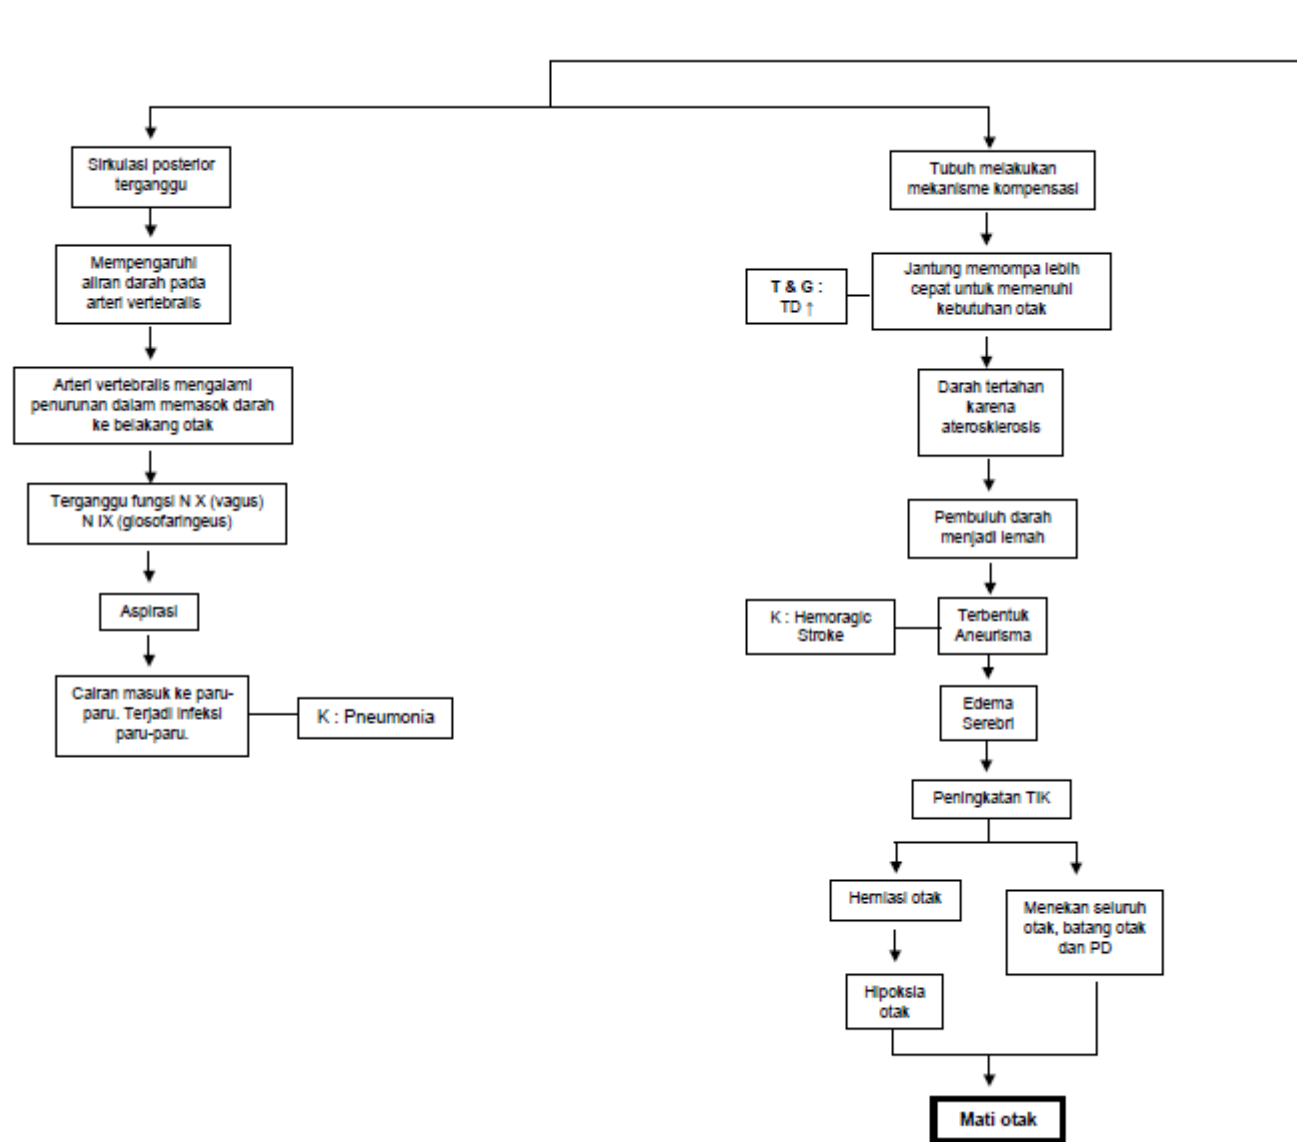 Sirkulasi posterior
terganggu
Mempengaruhi
aliran darah pada
arteri vertebralis
Arteri vertebralis mengalami
penurunan dalam memasok darah
ke belakang otak
Terganggu fungsi N X (vagus)
N IX (glosofaringeus)
Aspirasi
Cairan masuk ke paru-
paru. Terjadi infeksi
paru-paru.
K : Pneumonia
Tubuh melakukan
mekanisme kompensasi
Jantung memompa lebih
cepat untuk memenuhi
kebutuhan otak
T & G :
TD ↑
Darah tertahan
karena
aterosklerosis
Pembuluh darah
menjadi lemah
Terbentuk
Aneurisma
K : Hemoragic
Stroke
Edema
Serebri
Peningkatan TIK
Herniasi otak
Menekan seluruh
otak, batang otak
dan PD
Hipoksia
otak
Mati otak